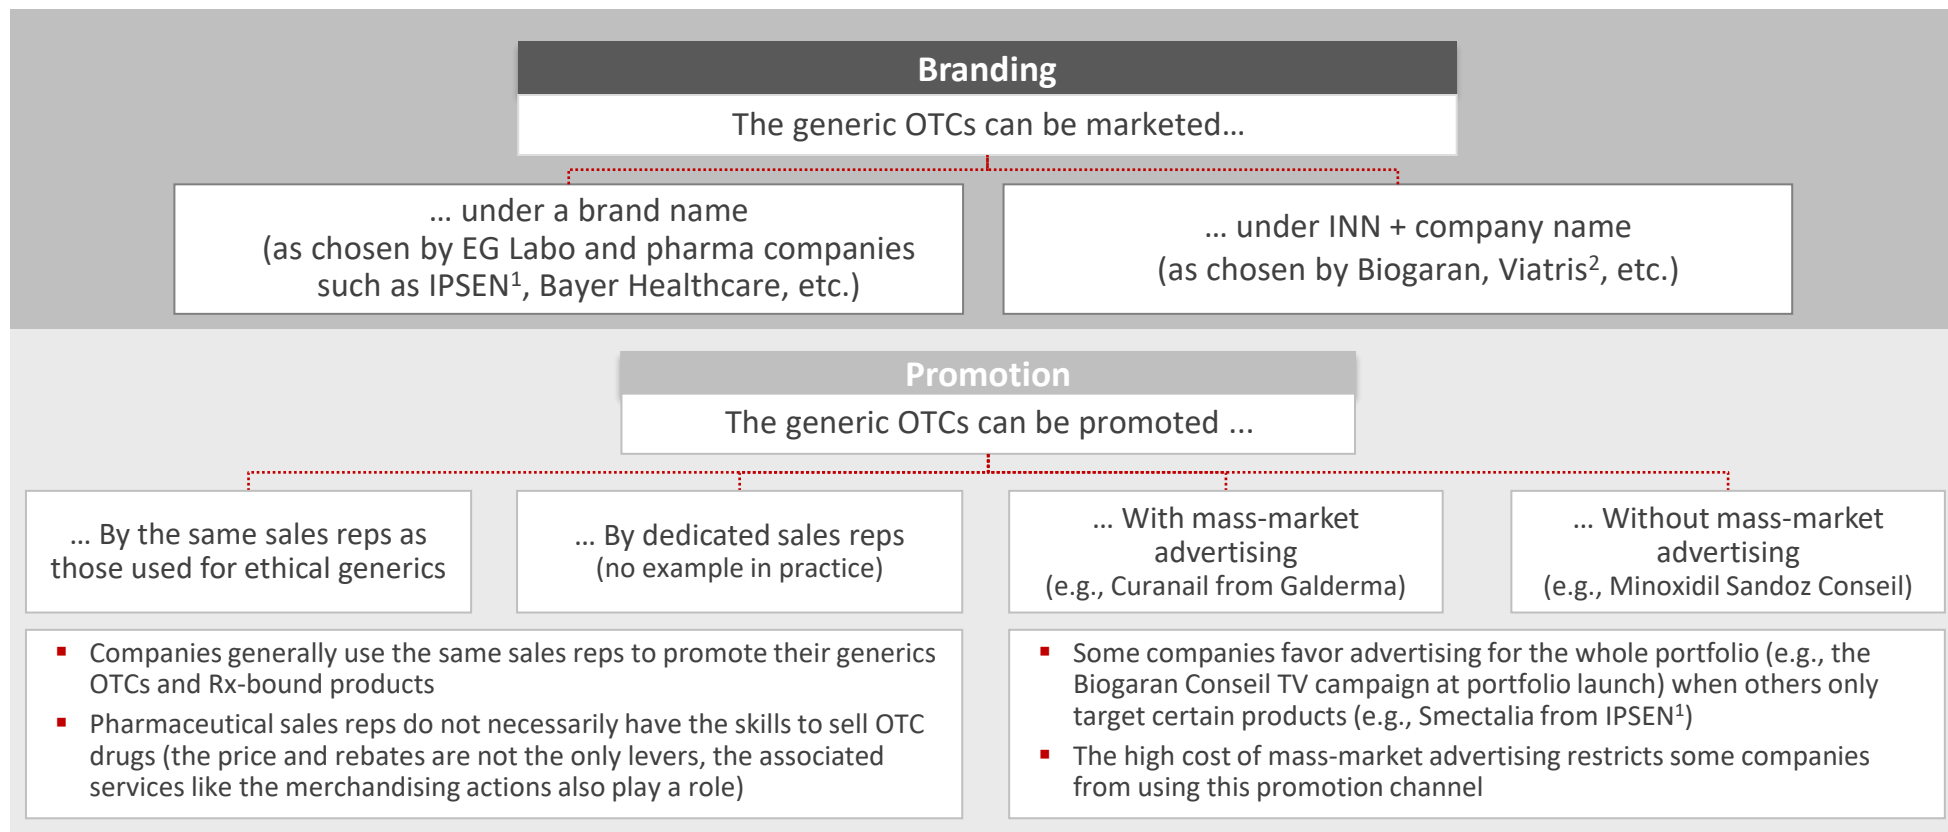 Branding
The generic OTCs can be marketed…
… under a brand name
(as chosen by EG Labo and pharma companies
such as IPSEN¹, Bayer Healthcare, etc.)
… under INN + company name
(as chosen by Biogaran, Viatris², etc.)
Promotion
The generic OTCs can be promoted ...
… By the same sales reps as
those used for ethical generics
… By dedicated sales reps
(no example in practice)
… With mass-market
advertising
(e.g., Curanail from Galderma)
… Without mass-market
advertising
(e.g., Minoxidil Sandoz Conseil)
▪ Companies generally use the same sales reps to promote their generics
OTCs and Rx-bound products
▪ Pharmaceutical sales reps do not necessarily have the skills to sell OTC
drugs (the price and rebates are not the only levers, the associated
services like the merchandising actions also play a role)
▪ Some companies favor advertising for the whole portfolio (e.g., the
Biogaran Conseil TV campaign at portfolio launch) when others only
target certain products (e.g., Smectalia from IPSEN¹)
▪ The high cost of mass-market advertising restricts some companies
from using this promotion channel